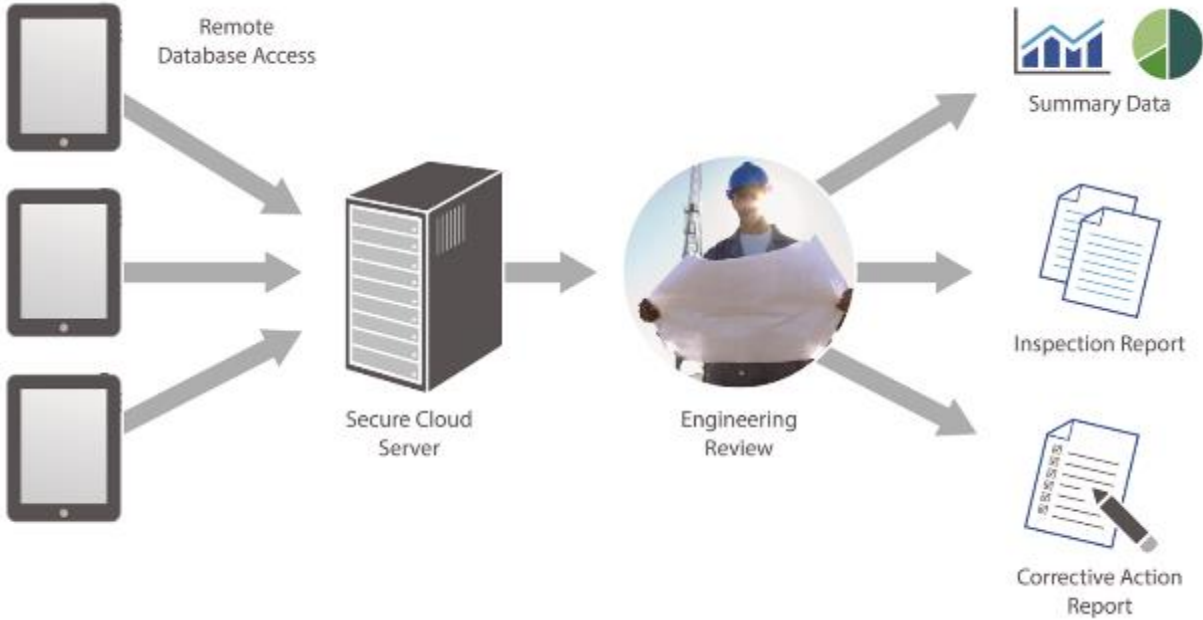 Remote
Database Access
Summary Data
Secure Cloud
Server
Engineering
Review
Inspection Report
Corrective Action
Report